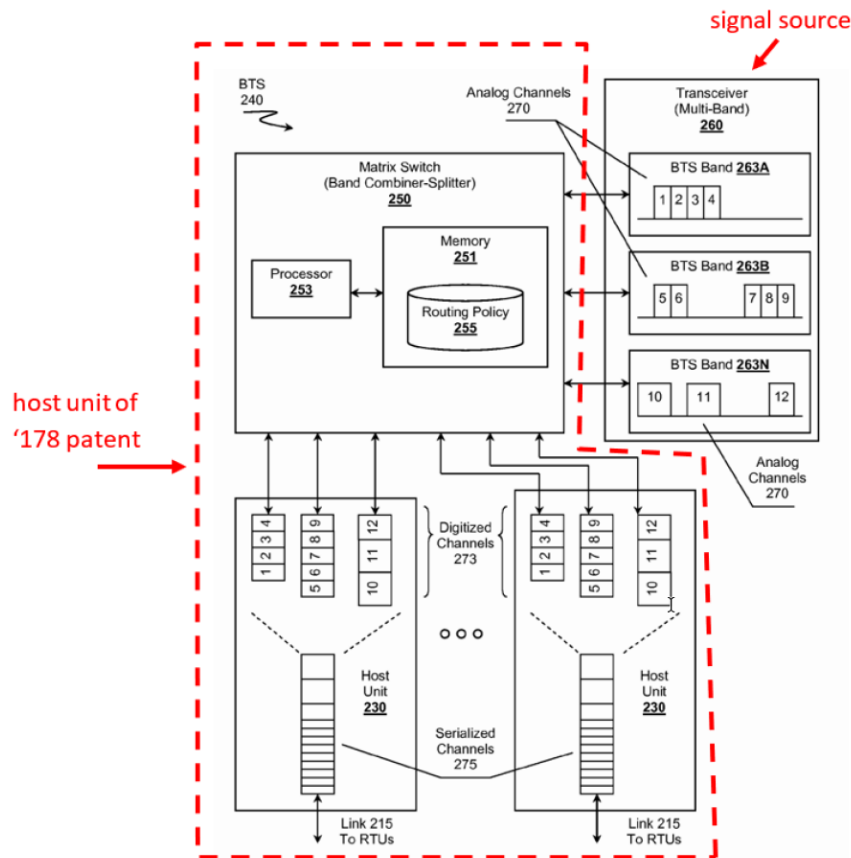 signal source
BTS
240
Analog Channels
270
Transceiver
(Multi-Band)
260
Matrix Switch
(Band Combiner-Splitter)
250
BTS Band 263A
1 2 3 4
Memory
251
Processor
253
Routing Policy
255
BTS Band 263B
5 6 7 8 9
BTS Band 263N
10 11 12
host unit of
‘178 patent
Analog
Channels
270
1 2 3 4
5 6 7 8 9
10 11 12
Digitized
Channels
273
1 2 3 4
5 6 7 8 9
10 11 12
Host
Unit
230
Host
Unit
230
Serialized
Channels
275
Link 215
To RTUs
Link 215
To RTUs